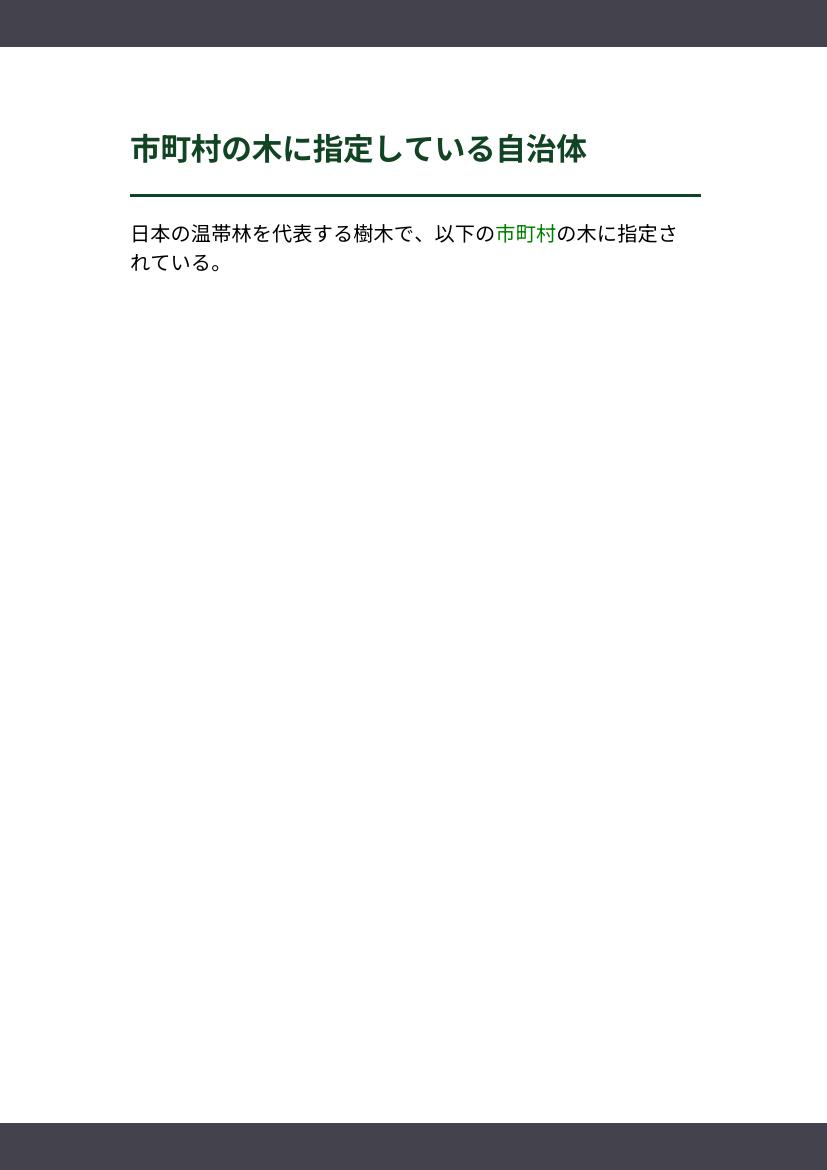 市町村の木に指定している自治体
日本の温帯林を代表する樹木で、以下の市町村の木に指定さ
れている。